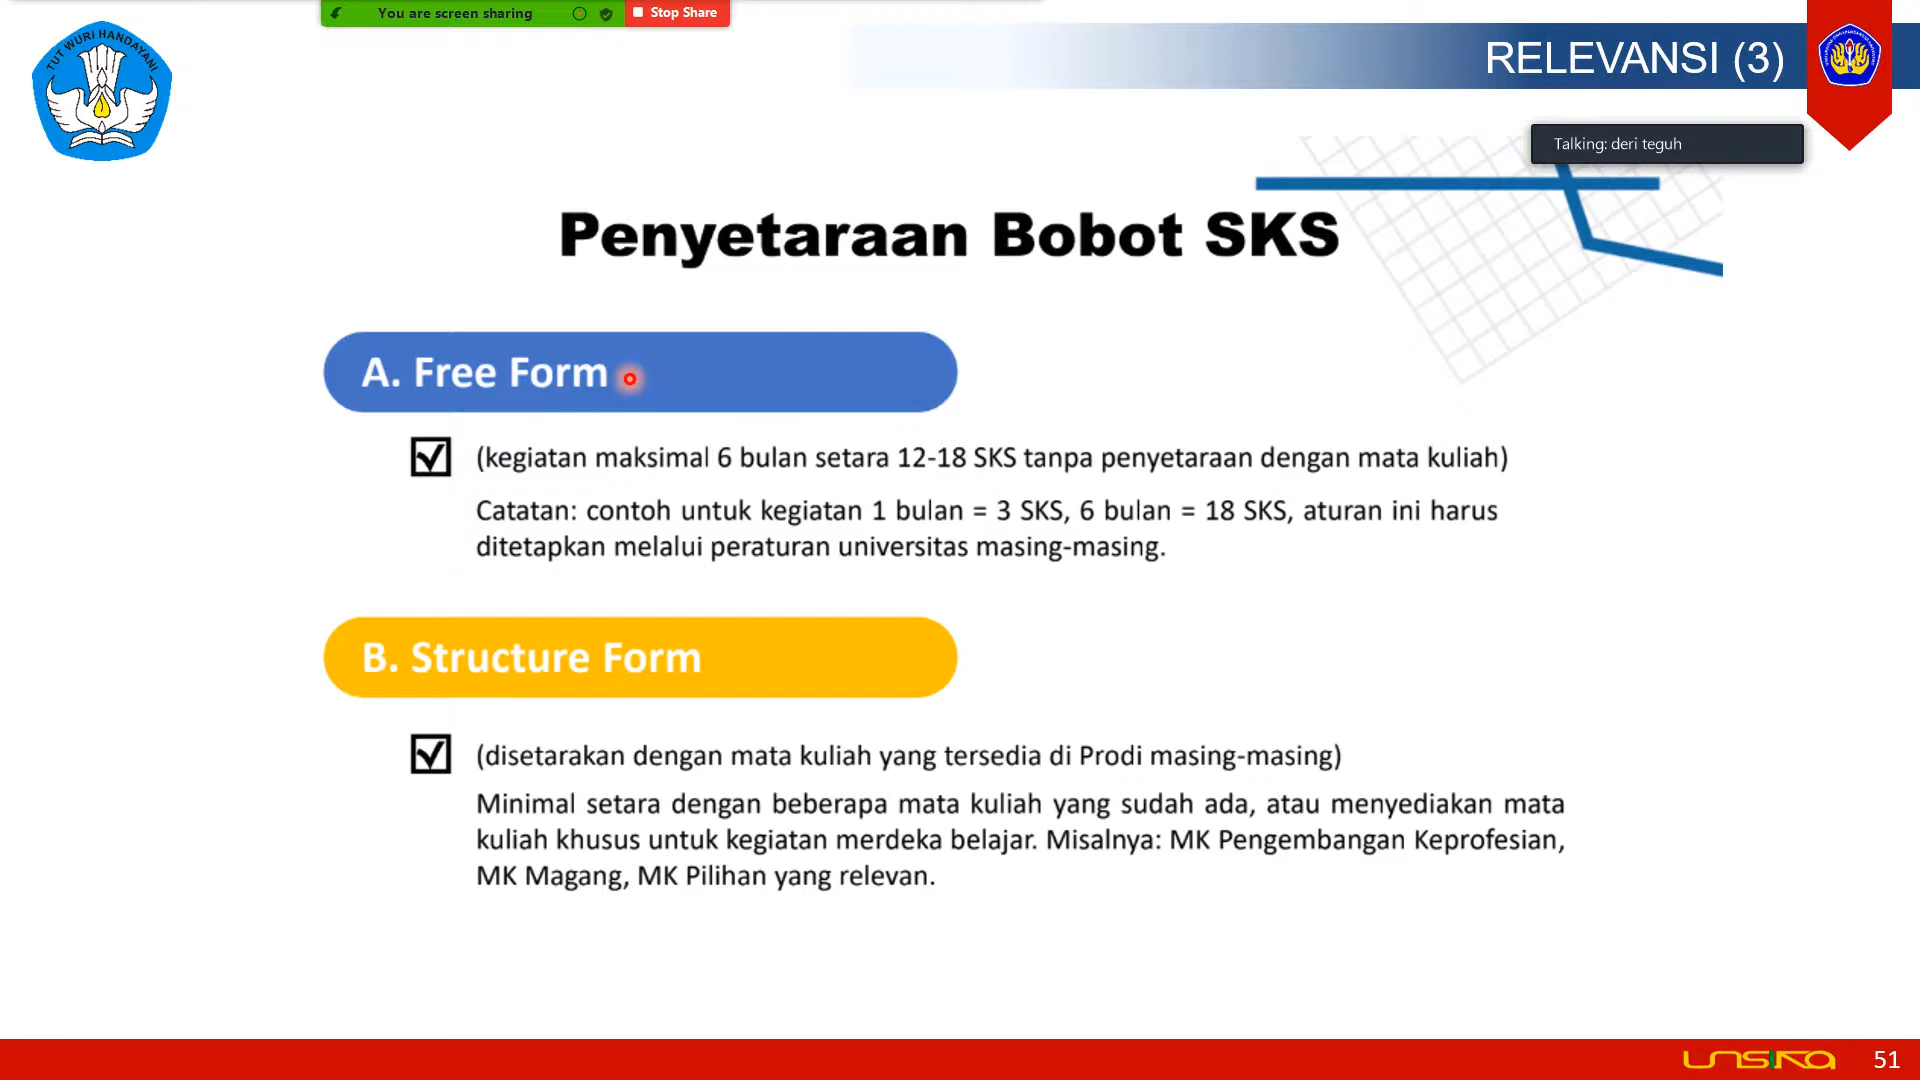 You are screen sharing
Stop Share
TUT WURI HANDAYANI
RELEVANSI (3)
Talking: deri teguh
Penyetaraan Bobot SKS
A. Free Form
(kegiatan maksimal 6 bulan setara 12-18 SKS tanpa penyetaraan dengan mata kuliah)
Catatan: contoh untuk kegiatan 1 bulan = 3 SKS, 6 bulan = 18 SKS, aturan ini harus
ditetapkan melalui peraturan universitas masing-masing.
B. Structure Form
(disetarakan dengan mata kuliah yang tersedia di Prodi masing-masing)
Minimal setara dengan beberapa mata kuliah yang sudah ada, atau menyediakan mata
kuliah khusus untuk kegiatan merdeka belajar. Misalnya: MK Pengembangan Keprofesian,
MK Magang, MK Pilihan yang relevan.
UNSIKA
51